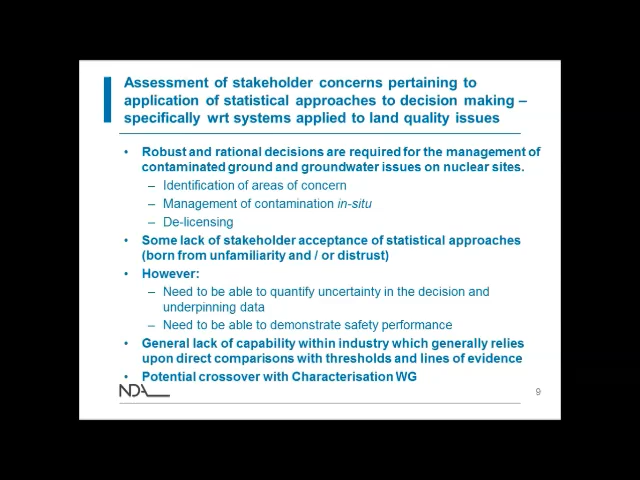 Assessment of stakeholder concerns pertaining to
application of statistical approaches to decision making –
specifically wrt systems applied to land quality issues
• Robust and rational decisions are required for the management of
contaminated ground and groundwater issues on nuclear sites.
– Identification of areas of concern
– Management of contamination in-situ
– De-licensing
• Some lack of stakeholder acceptance of statistical approaches
(born from unfamiliarity and / or distrust)
• However:
– Need to be able to quantify uncertainty in the decision and
underpinning data
– Need to be able to demonstrate safety performance
• General lack of capability within industry which generally relies
upon direct comparisons with thresholds and lines of evidence
• Potential crossover with Characterisation WG
NDA
9